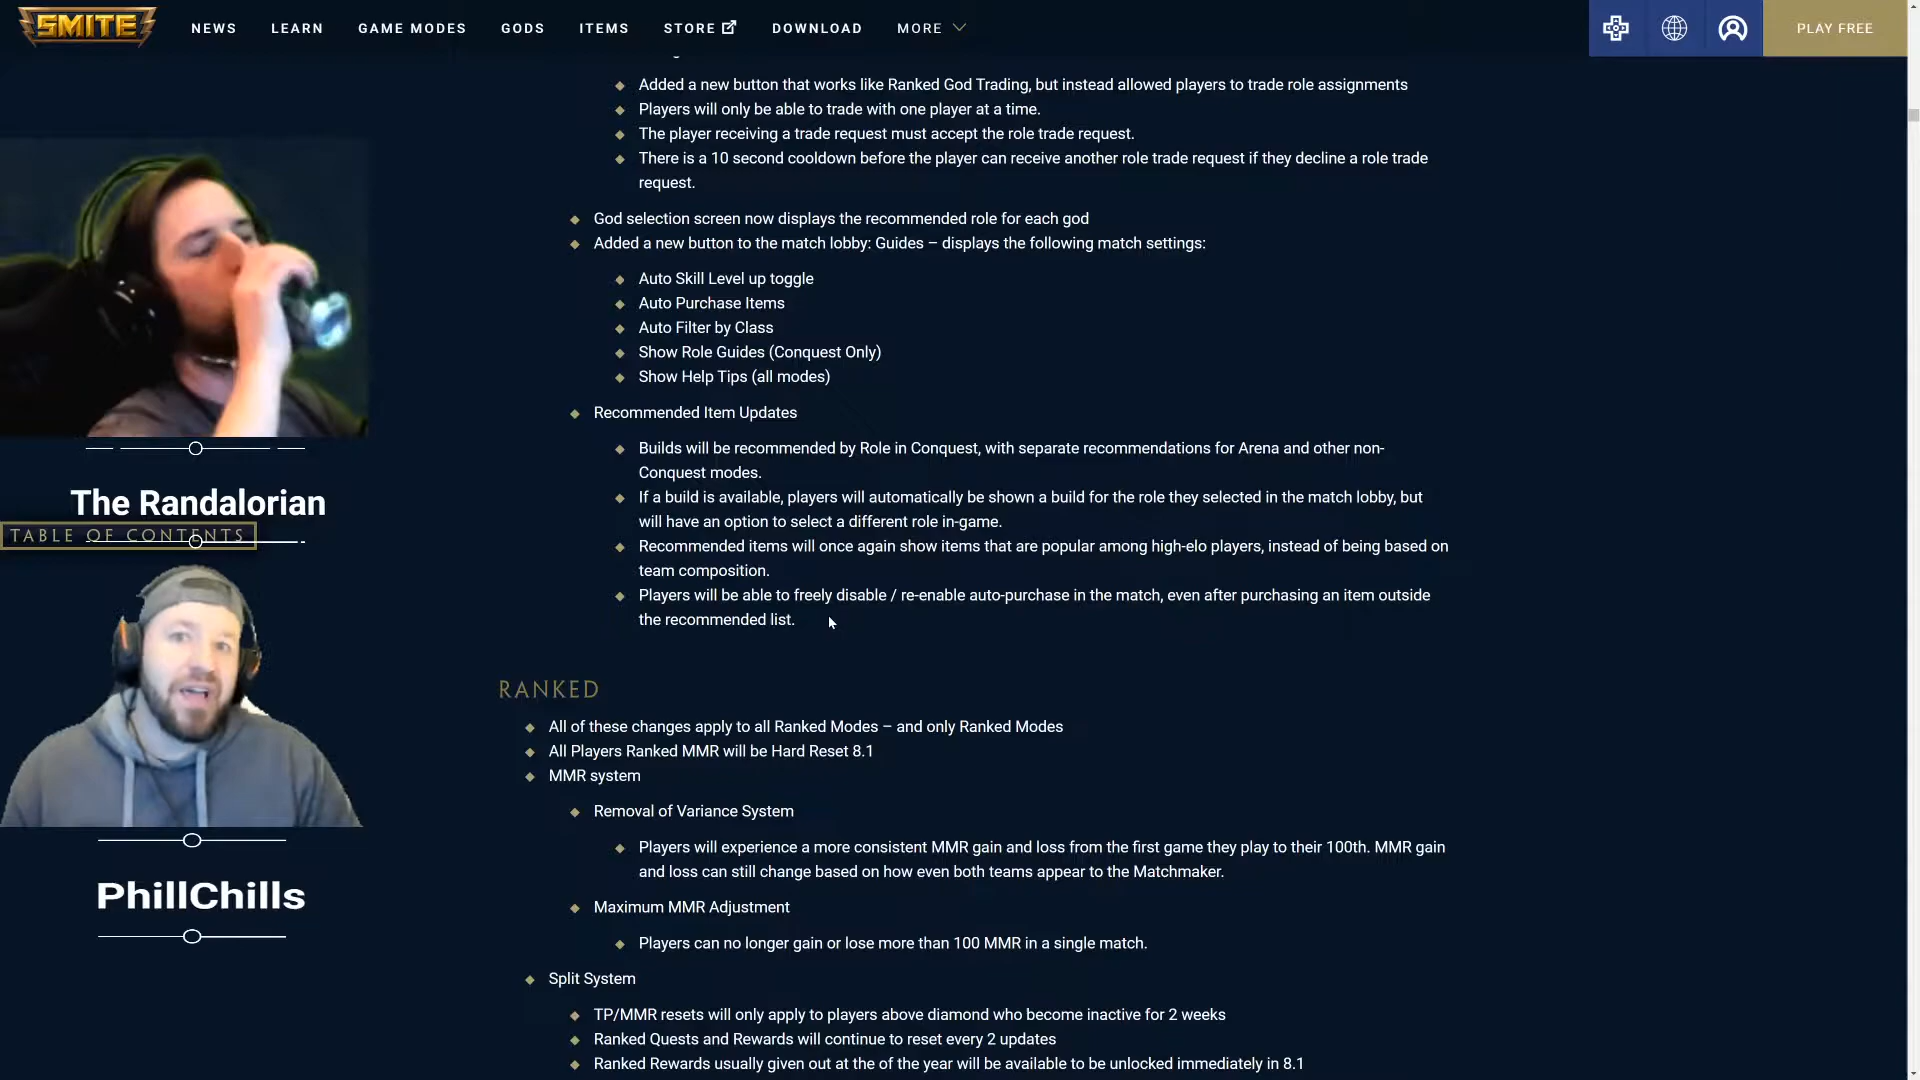 SMITE
NEWS LEARN GAME MODES GODS ITEMS STORE DOWNLOAD MORE PLAY FREE
Added a new button that works like Ranked God Trading, but instead allowed players to trade role assignments
Players will only be able to trade with one player at a time.
The player receiving a trade request must accept the role trade request.
There is a 10 second cooldown before the player can receive another role trade request if they decline a role trade
request.
God selection screen now displays the recommended role for each god
Added a new button to the match lobby: Guides – displays the following match settings:
Auto Skill Level up toggle
Auto Purchase Items
Auto Filter by Class
Show Role Guides (Conquest Only)
Show Help Tips (all modes)
Recommended Item Updates
Builds will be recommended by Role in Conquest, with separate recommendations for Arena and other non-
Conquest modes.
If a build is available, players will automatically be shown a build for the role they selected in the match lobby, but
will have an option to select a different role in-game.
Recommended items will once again show items that are popular among high-elo players, instead of being based on
team composition.
Players will be able to freely disable / re-enable auto-purchase in the match, even after purchasing an item outside
the recommended list.
The Randalorian
TABLE OF CONTENTS
PhillChills
RANKED
All of these changes apply to all Ranked Modes – and only Ranked Modes
All Players Ranked MMR will be Hard Reset 8.1
MMR system
Removal of Variance System
Players will experience a more consistent MMR gain and loss from the first game they play to their 100th. MMR gain
and loss can still change based on how even both teams appear to the Matchmaker.
Maximum MMR Adjustment
Players can no longer gain or lose more than 100 MMR in a single match.
Split System
TP/MMR resets will only apply to players above diamond who become inactive for 2 weeks
Ranked Quests and Rewards will continue to reset every 2 updates
Ranked Rewards usually given out at the of the year will be available to be unlocked immediately in 8.1